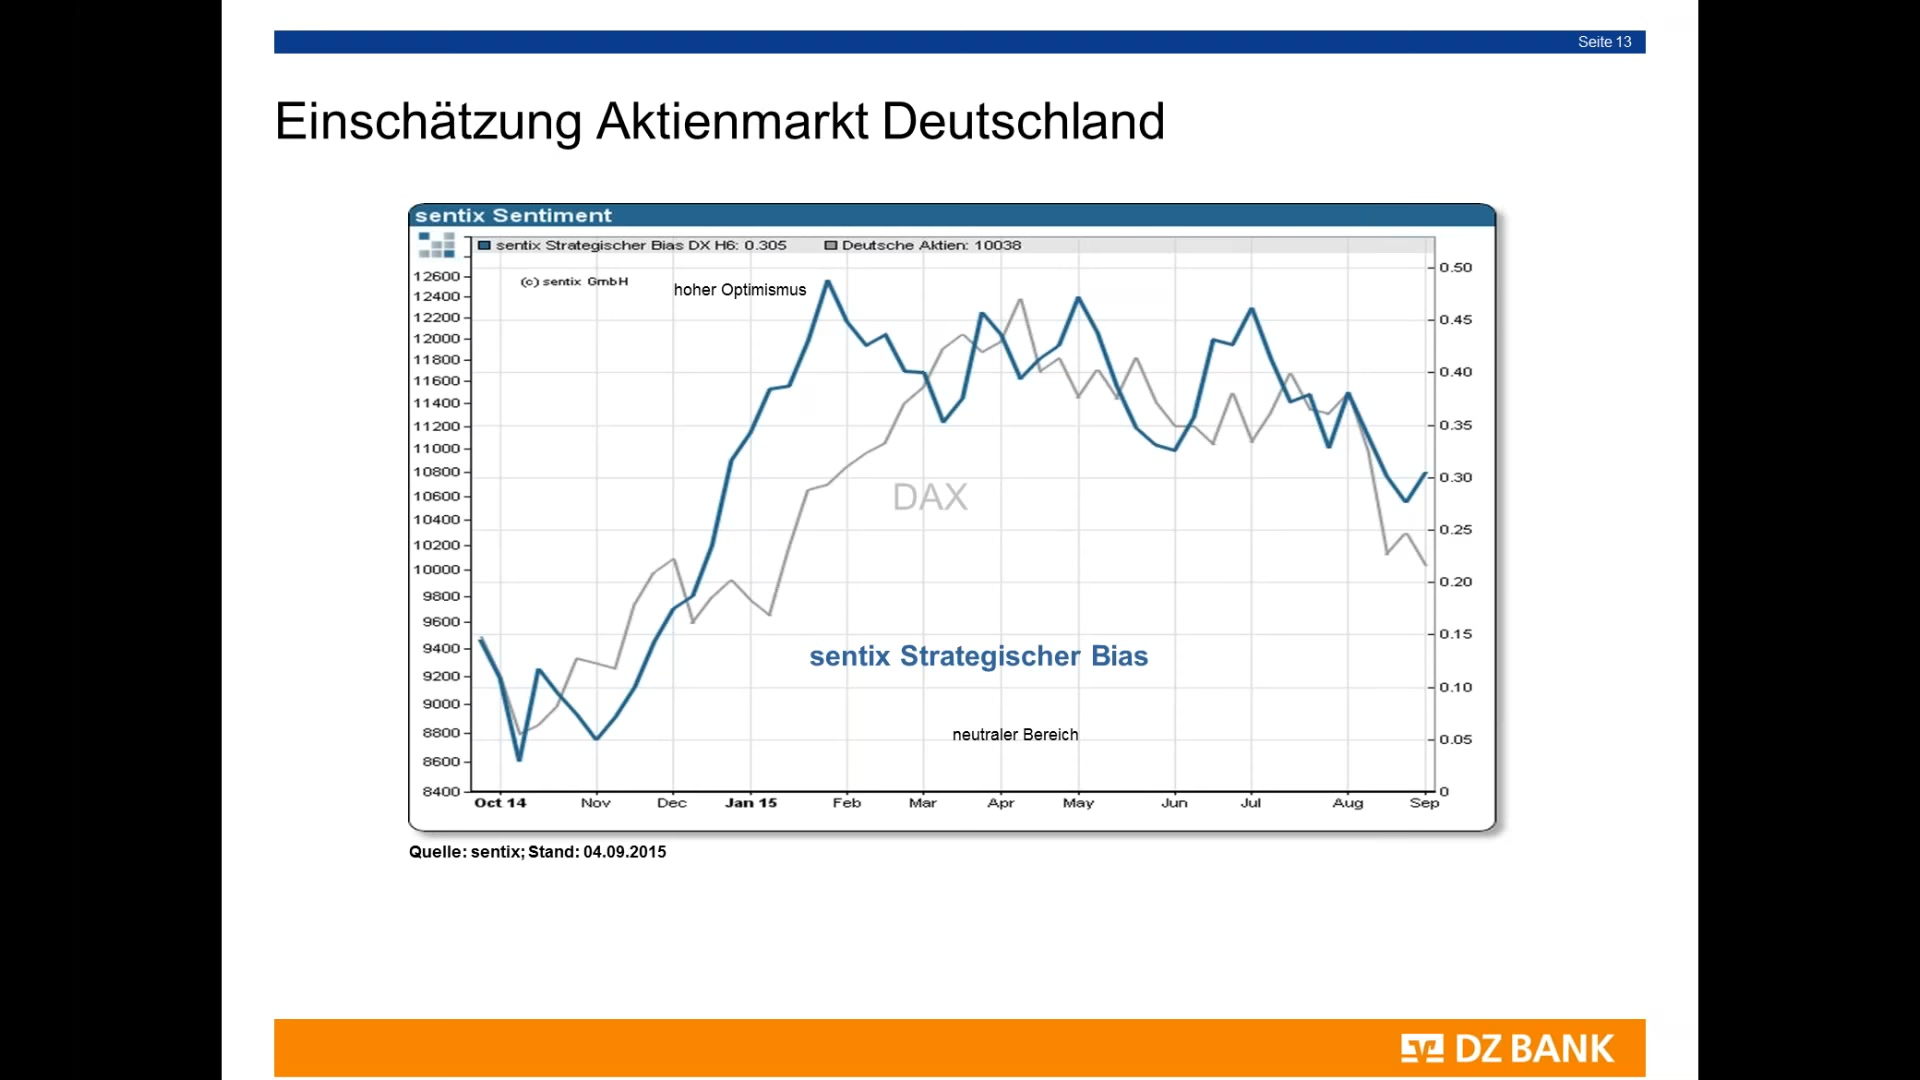 Seite 13
Einschätzung Aktienmarkt Deutschland
sentix Sentiment
sentix Strategischer Bias DX H6: 0.305 Deutsche Aktien: 10038
(c) sentix GmbH
hoher Optimismus
12600
12400
12200
12000
11800
11600
11400
11200
11000
10800
10600
10400
10200
10000
9800
9600
9400
9200
9000
8800
8600
8400
0.50
0.45
0.40
0.35
0.30
0.25
0.20
0.15
0.10
0.05
0
DAX
sentix Strategischer Bias
neutraler Bereich
Oct 14 Nov Dec Jan 15 Feb Mar Apr May Jun Jul Aug Sep
Quelle: sentix; Stand: 04.09.2015
DZ BANK